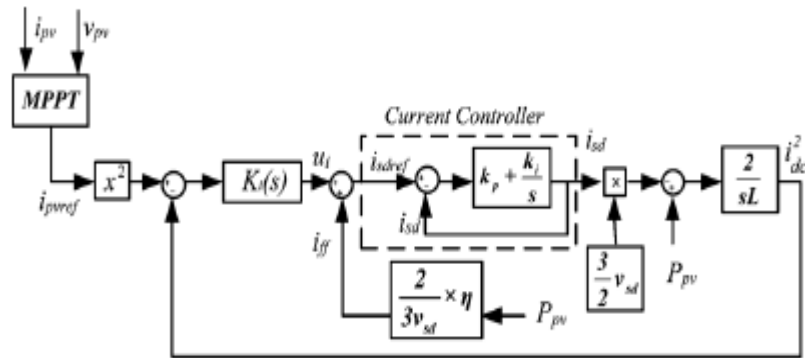 i_pv v_pv
MPPT
Current Controller
x^2
K_i(s)
u_i
i_sdref
k_p + k_i/s
i_sd
×
2/sL
i_dc^2
i_pvref
i_sd
i_ff
2/3v_sd × η
P_pv
3/2 v_sd
P_pv